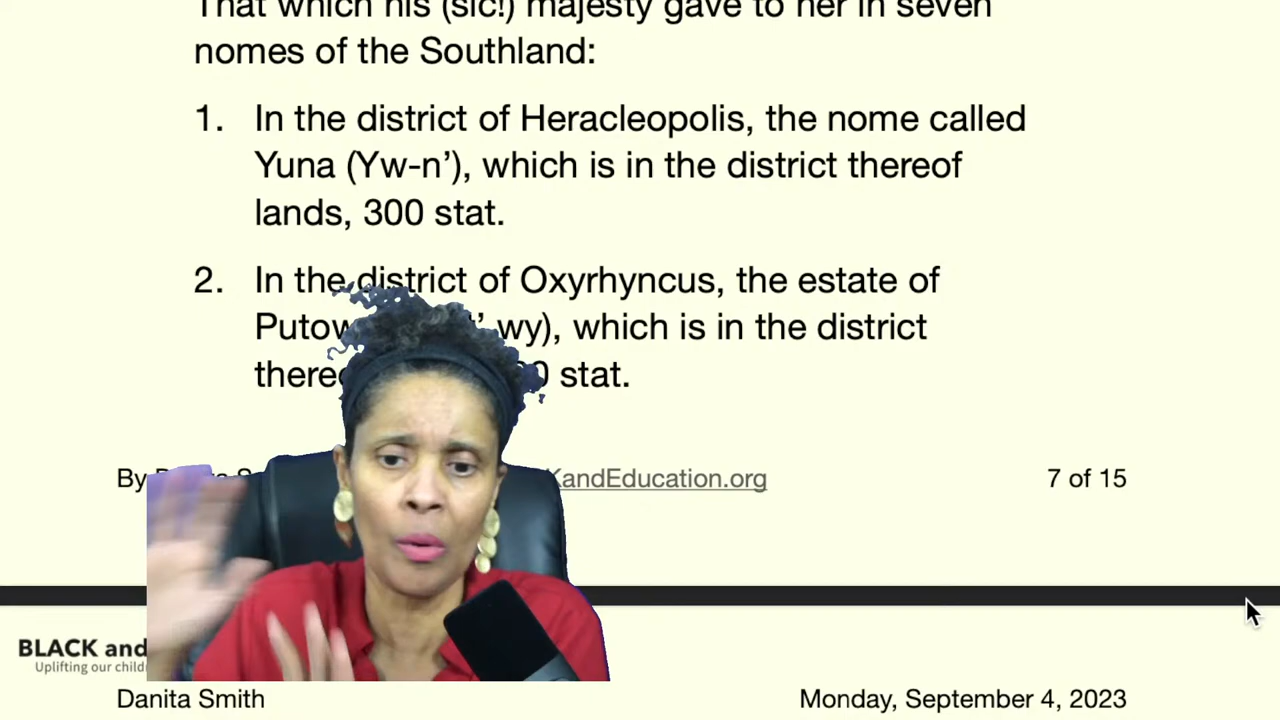 That which his (sic!) majesty gave to her in seven
nomes of the Southland:
1. In the district of Heracleopolis, the nome called
Yuna (Yw-n’), which is in the district thereof
lands, 300 stat.
2. In the district of Oxyrhyncus, the estate of
wy), which is in the district
stat.
By KandEducation.org 7 of 15
BLACK and
Uplifting our
Danita Smith Monday, September 4, 2023